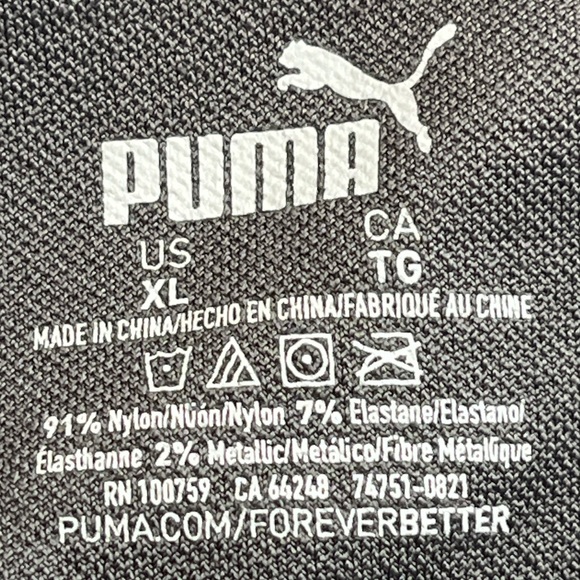 PUMA
US CA
XL TG
MADE IN CHINA/HECHO EN CHINA/FABRIQUÉ AU CHINE
91% Nylon/Nilón/Nylon 7% Elastane/Elastano/
Élasthanne 2% Metallic/Metálico/Fibre Métallique
RN 100759 CA 64248 74751-0821
PUMA.COM/FOREVERBETTER